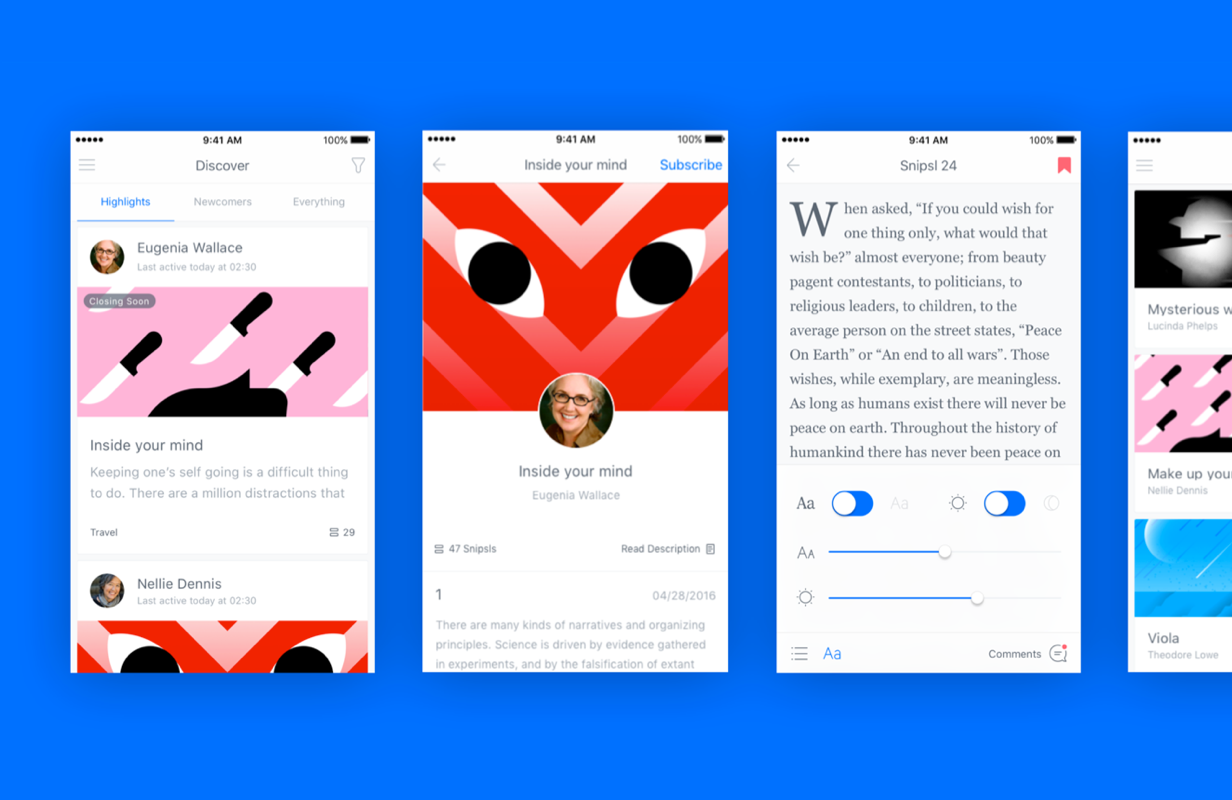 9:41 AM
100%
Discover
Highlights
Newcomers
Everything
Eugenia Wallace
Last active today at 02:30
Closing Soon
Inside your mind
Keeping one's self going is a difficult thing
to do. There are a million distractions that
Travel
29
Nellie Dennis
Last active today at 02:30
9:41 AM
100%
Inside your mind
Subscribe
Inside your mind
Eugenia Wallace
47 Snipsls
Read Description
1
04/28/2016
There are many kinds of narratives and organizing
principles. Science is driven by evidence gathered
in experiments, and by the falsification of extant
9:41 AM
100%
Snipsl 24
When asked, “If you could wish for
one thing only, what would that
wish be?” almost everyone; from beauty
pagent contestants, to politicians, to
religious leaders, to children, to the
average person on the street states, “Peace
On Earth” or “An end to all wars”. Those
wishes, while exemplary, are meaningless.
As long as humans exist there will never be
peace on earth. Throughout the history of
humankind there has never been peace on
Aa
Aa
AA
Aa
Comments
Mysterious w
Lucinda Phelps
Make up your
Nellie Dennis
Viola
Theodore Lowe